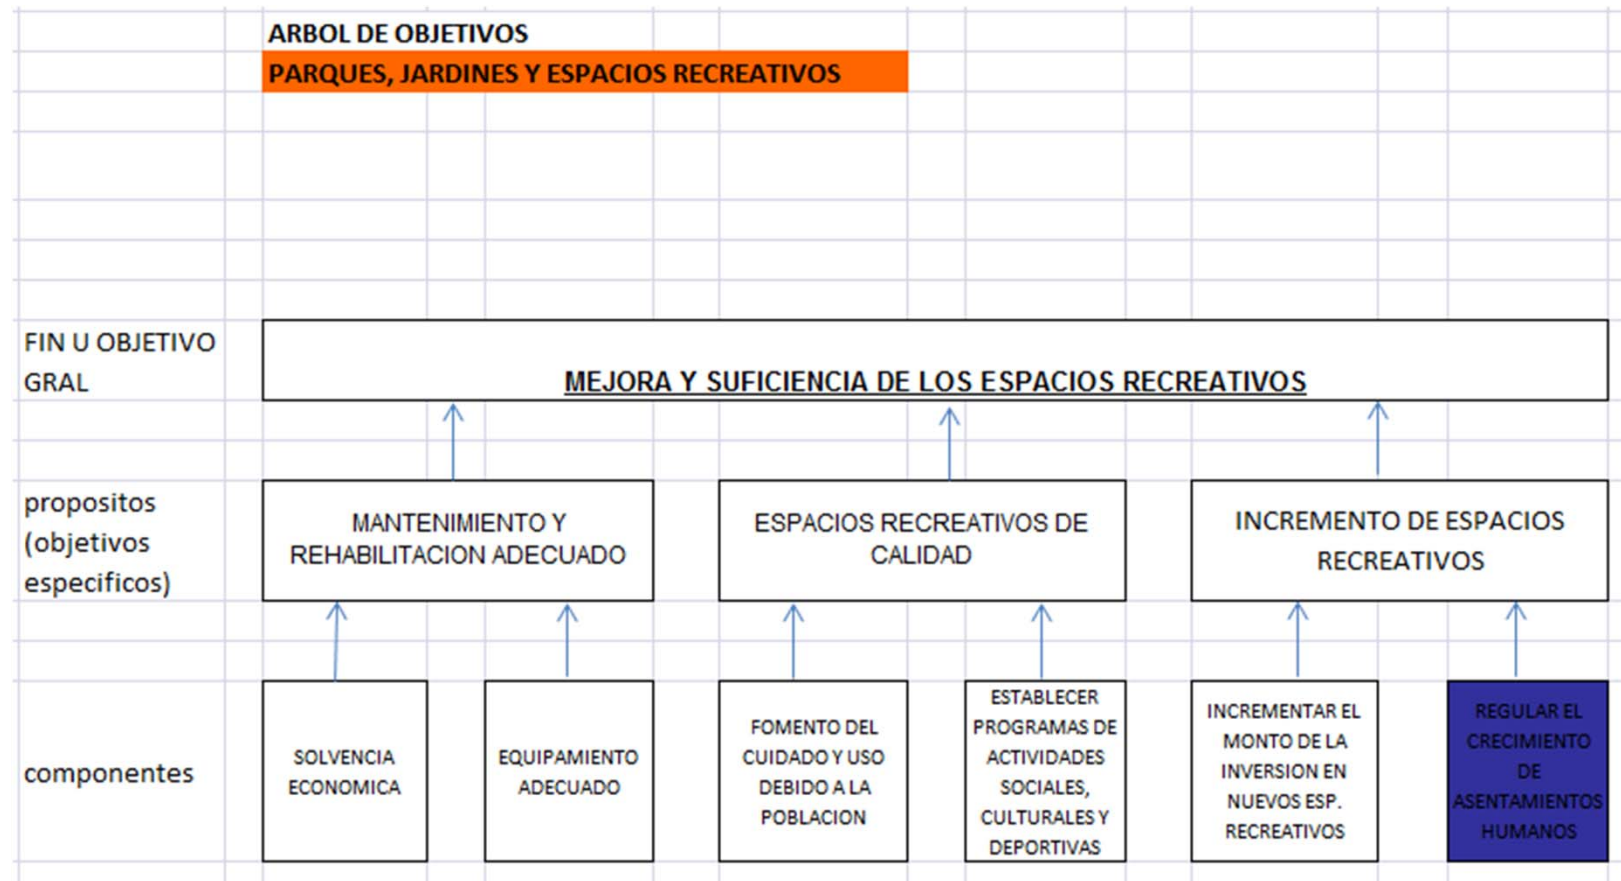 ARBOL DE OBJETIVOS
PARQUES, JARDINES Y ESPACIOS RECREATIVOS
FIN U OBJETIVO
GRAL
MEJORA Y SUFICIENCIA DE LOS ESPACIOS RECREATIVOS
propositos
(objetivos
especificos)
MANTENIMIENTO Y
REHABILITACION ADECUADO
ESPACIOS RECREATIVOS DE
CALIDAD
INCREMENTO DE ESPACIOS
RECREATIVOS
componentes
SOLVENCIA
ECONOMICA
EQUIPAMIENTO
ADECUADO
FOMENTO DEL
CUIDADO Y USO
DEBIDO A LA
POBLACION
ESTABLECER
PROGRAMAS DE
ACTIVIDADES
SOCIALES,
CULTURALES Y
DEPORTIVAS
INCREMENTAR EL
MONTO DE LA
INVERSION EN
NUEVOS ESP.
RECREATIVOS
REGULAR EL
CRECIMIENTO
DE
ASENTAMIENTOS
HUMANOS